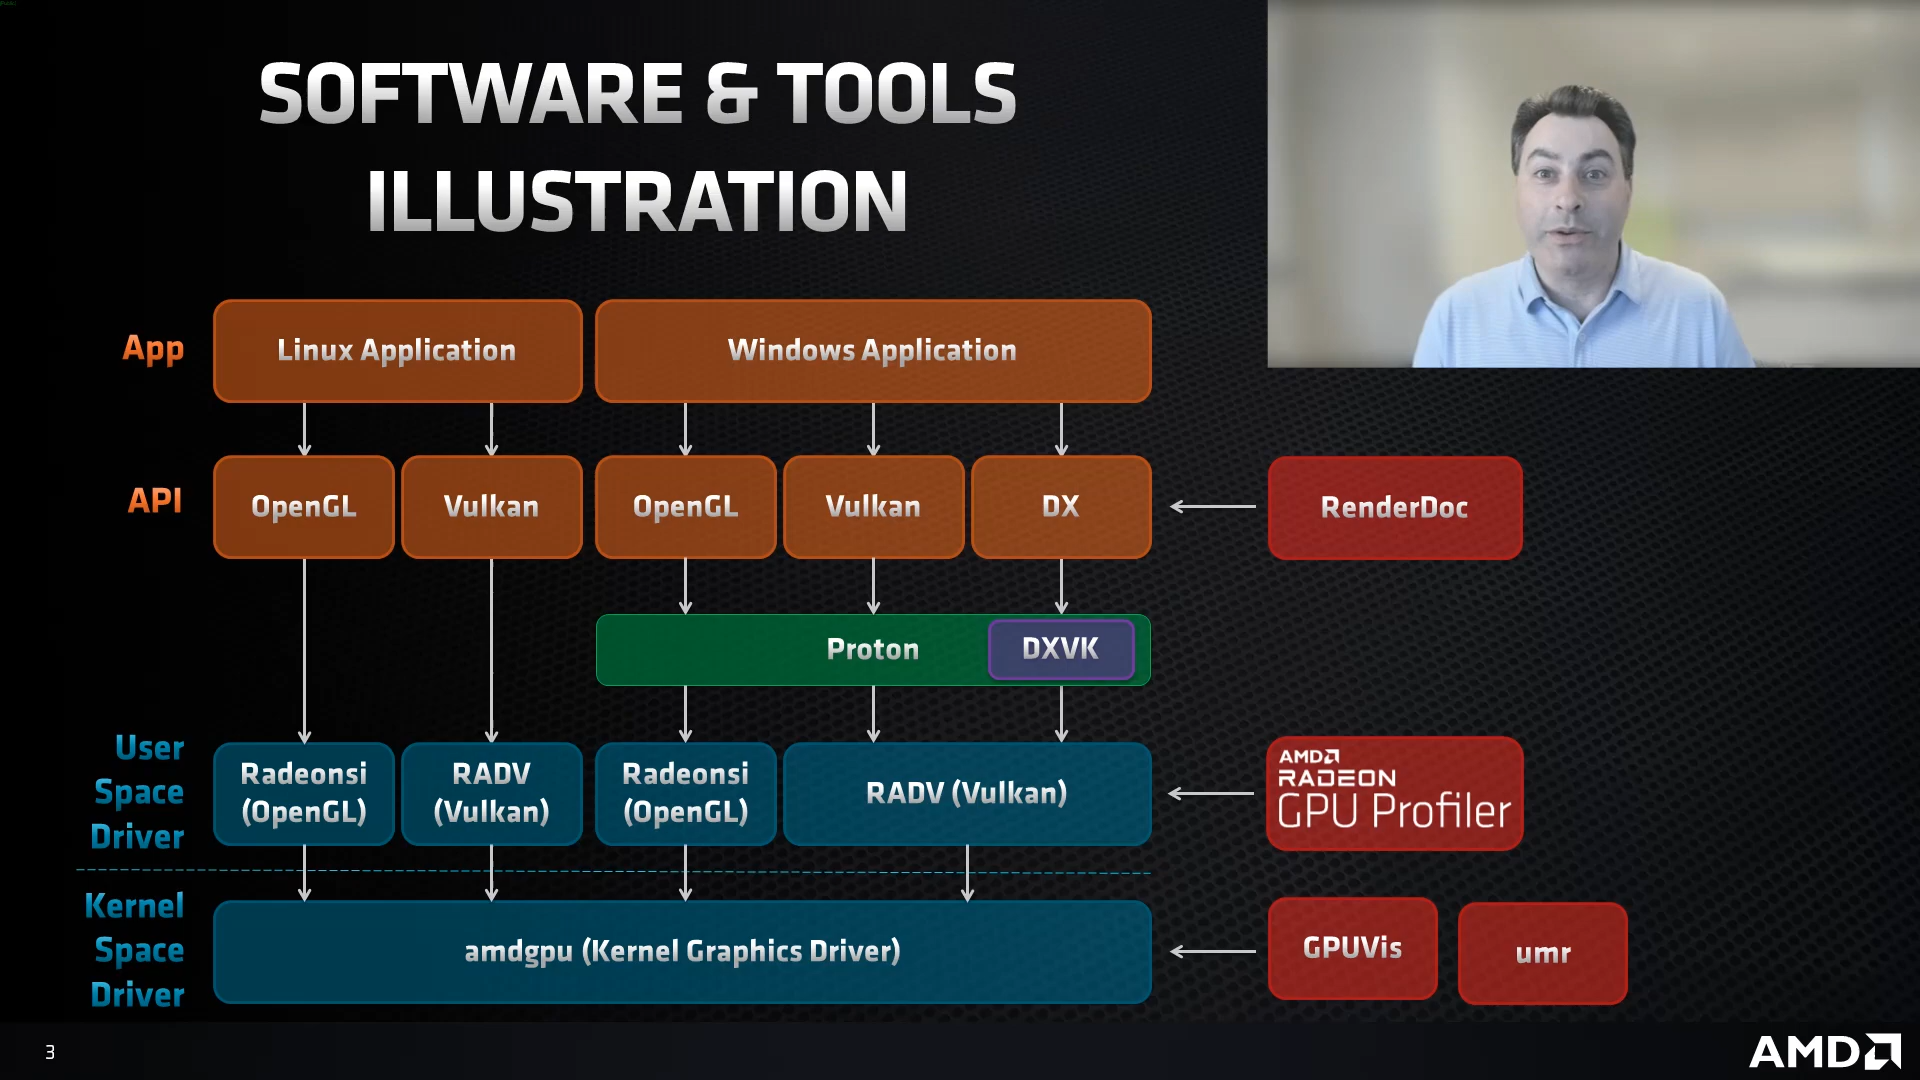 SOFTWARE & TOOLS
ILLUSTRATION
App
Linux Application
Windows Application
API
OpenGL
Vulkan
OpenGL
Vulkan
DX
RenderDoc
Proton
DXVK
User
Space
Driver
Radeonsi
(OpenGL)
RADV
(Vulkan)
Radeonsi
(OpenGL)
RADV (Vulkan)
AMD
RADEON
GPU Profiler
Kernel
Space
Driver
amdgpu (Kernel Graphics Driver)
GPUVis
umr
3
AMD